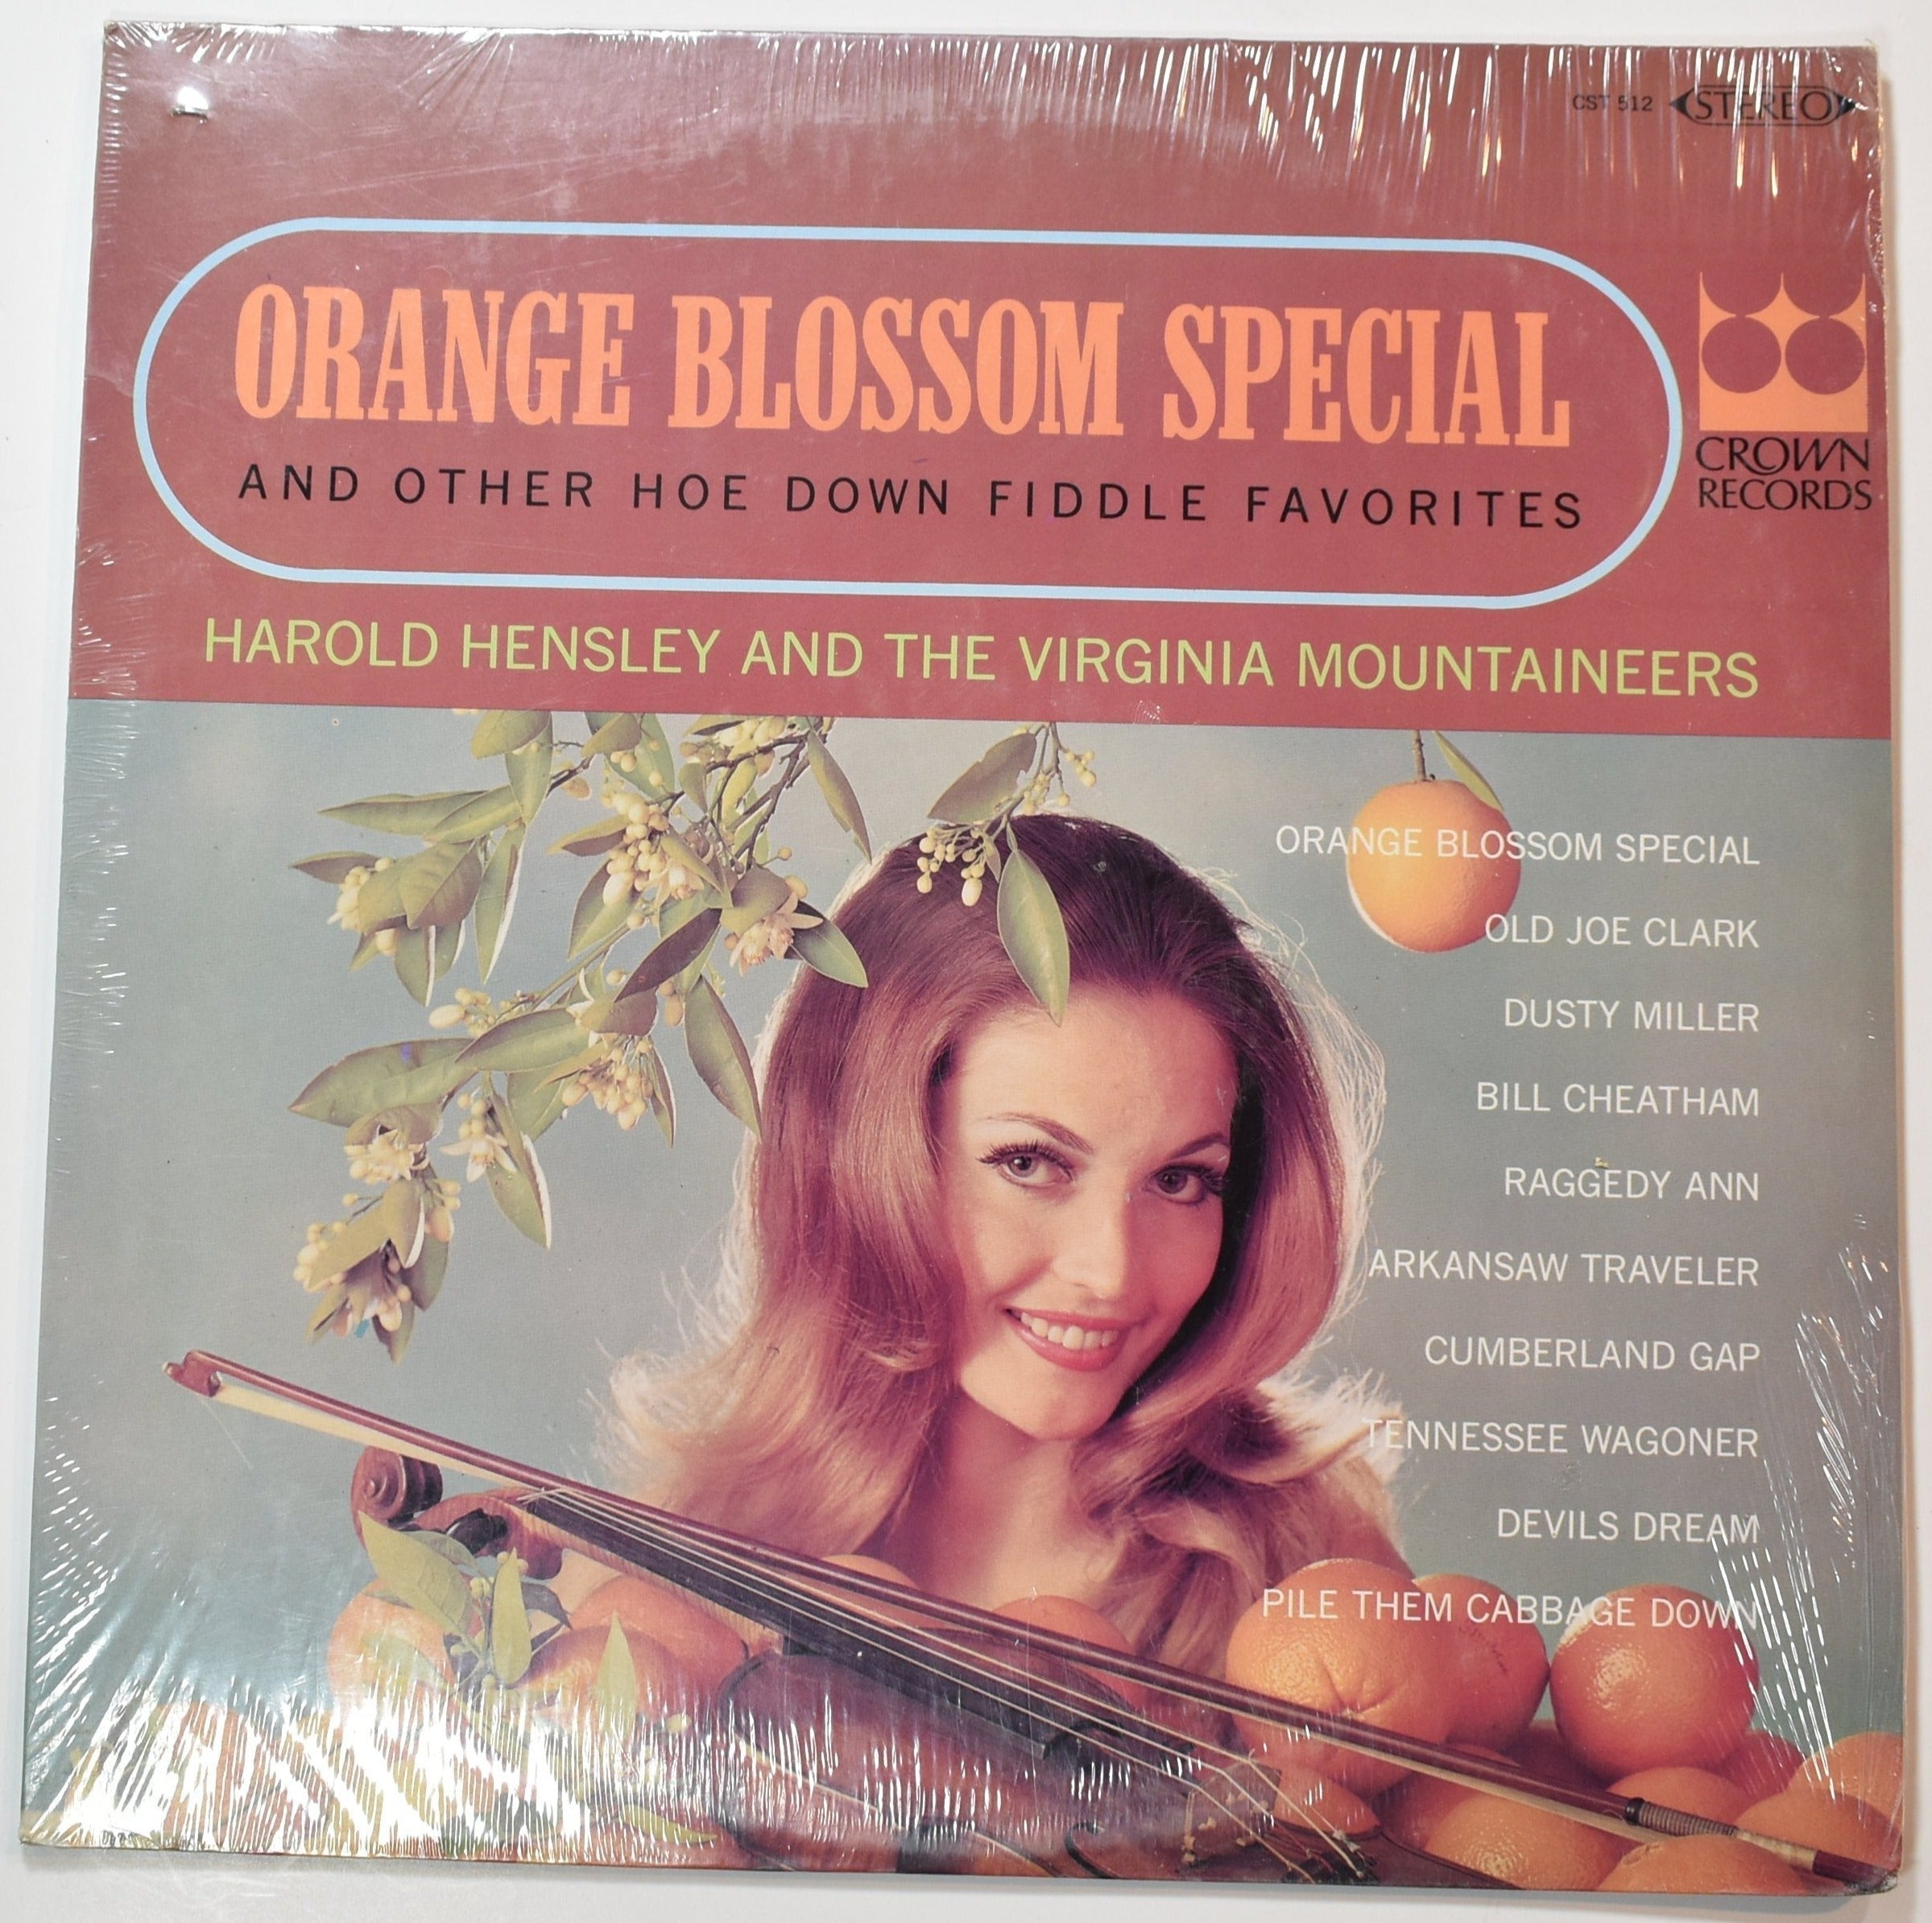 CST 512 STEREO
ORANGE BLOSSOM SPECIAL
AND OTHER HOE DOWN FIDDLE FAVORITES
CROWN
RECORDS
HAROLD HENSLEY AND THE VIRGINIA MOUNTAINEERS
ORANGE BLOSSOM SPECIAL
OLD JOE CLARK
DUSTY MILLER
BILL CHEATHAM
RAGGEDY ANN
ARKANSAW TRAVELER
CUMBERLAND GAP
TENNESSEE WAGONER
DEVILS DREAM
PILE THEM CABBAGE DOWN